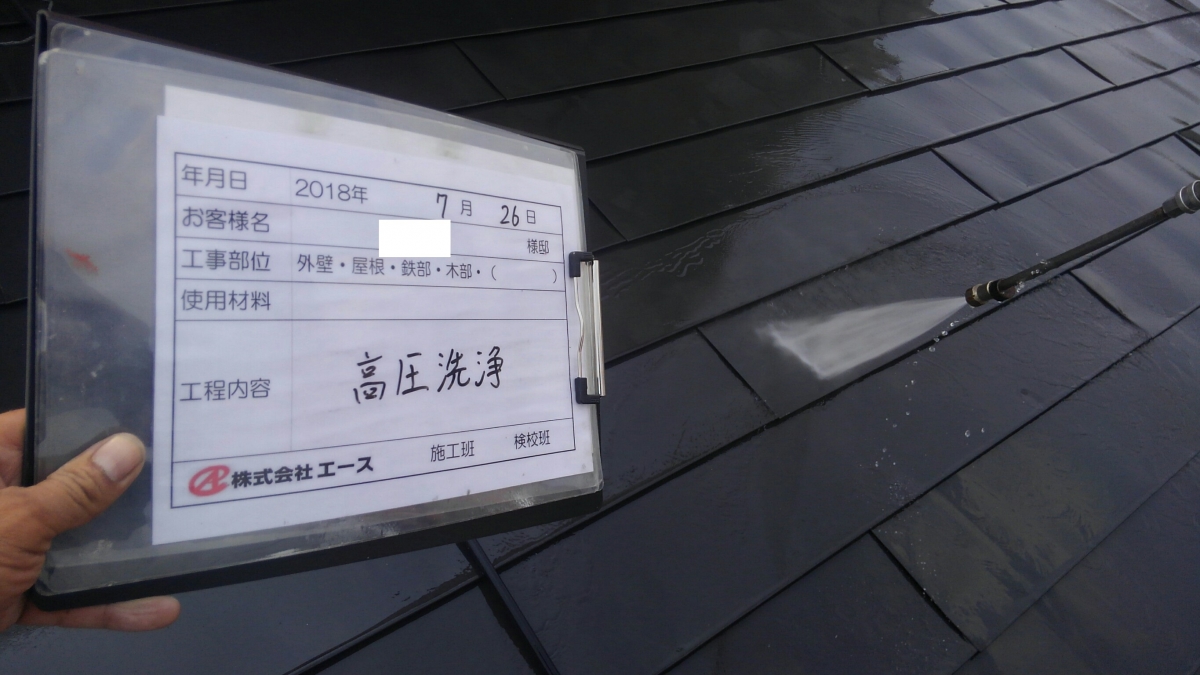 年月日 2018年 7月 26日
お客様名 様邸
工事部位 外壁・屋根・鉄部・木部・( )
使用材料
工程内容 高圧洗浄
施工班 検校班
株式会社エース